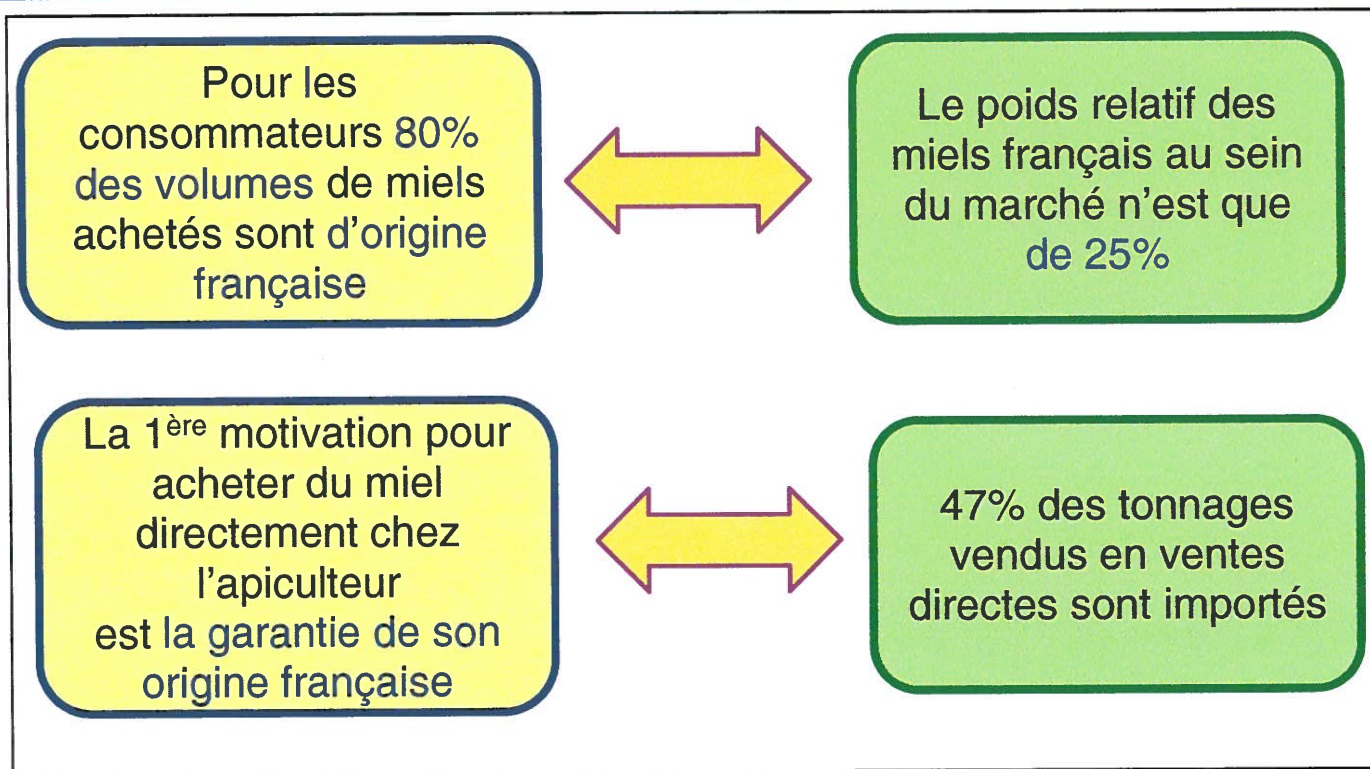 Pour les
consommateurs 80%
des volumes de miels
achetés sont d'origine
française
Le poids relatif des
miels français au sein
du marché n'est que
de 25%
La 1ère motivation pour
acheter du miel
directement chez
l'apiculteur
est la garantie de son
origine française
47% des tonnages
vendus en ventes
directes sont importés